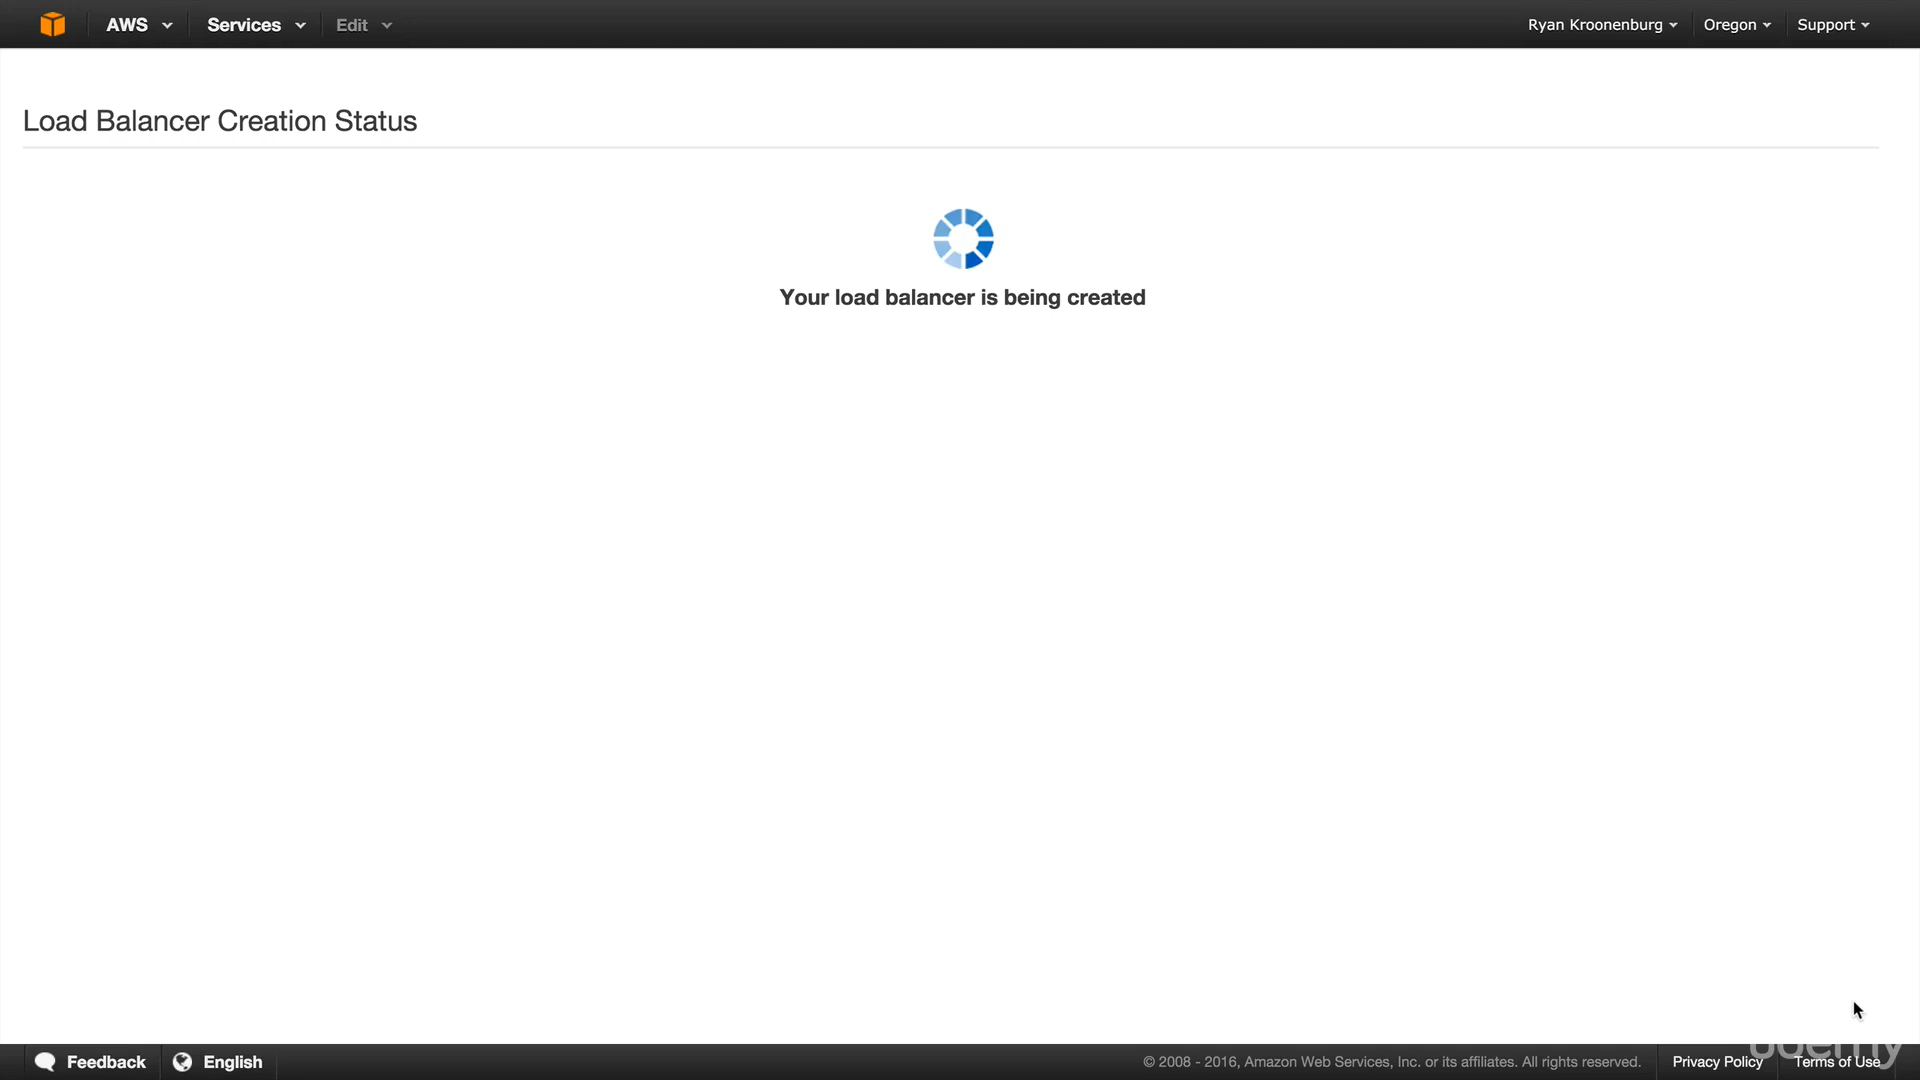 AWS Services Edit Ryan Kroonenburg Oregon Support
Load Balancer Creation Status
Your load balancer is being created
Feedback English © 2008 - 2016, Amazon Web Services, Inc. or its affiliates. All rights reserved. Privacy Policy Terms of Use
udemy